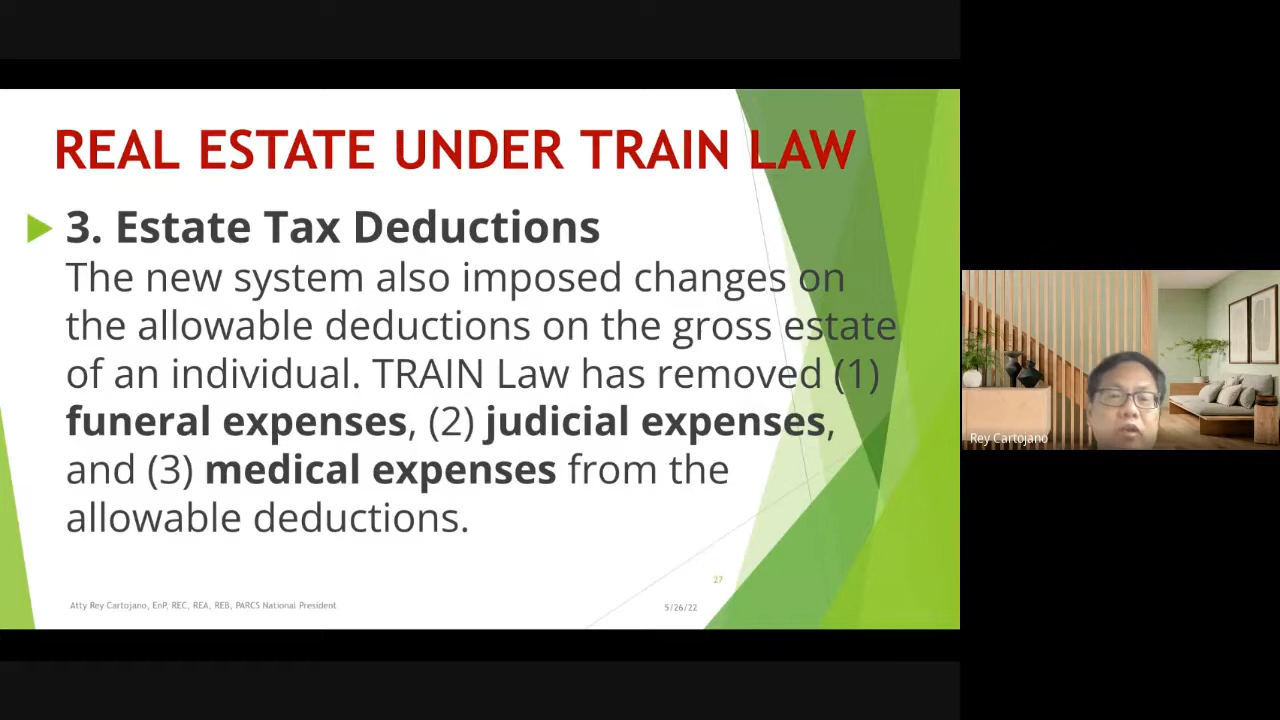 REAL ESTATE UNDER TRAIN LAW
3. Estate Tax Deductions
The new system also imposed changes on
the allowable deductions on the gross estate
of an individual. TRAIN Law has removed (1)
funeral expenses, (2) judicial expenses,
and (3) medical expenses from the
allowable deductions.
27
Atty Rey Cartojano, EnP, REC, REA, REB, PARCS National President
5/26/22
Rey Cartojano